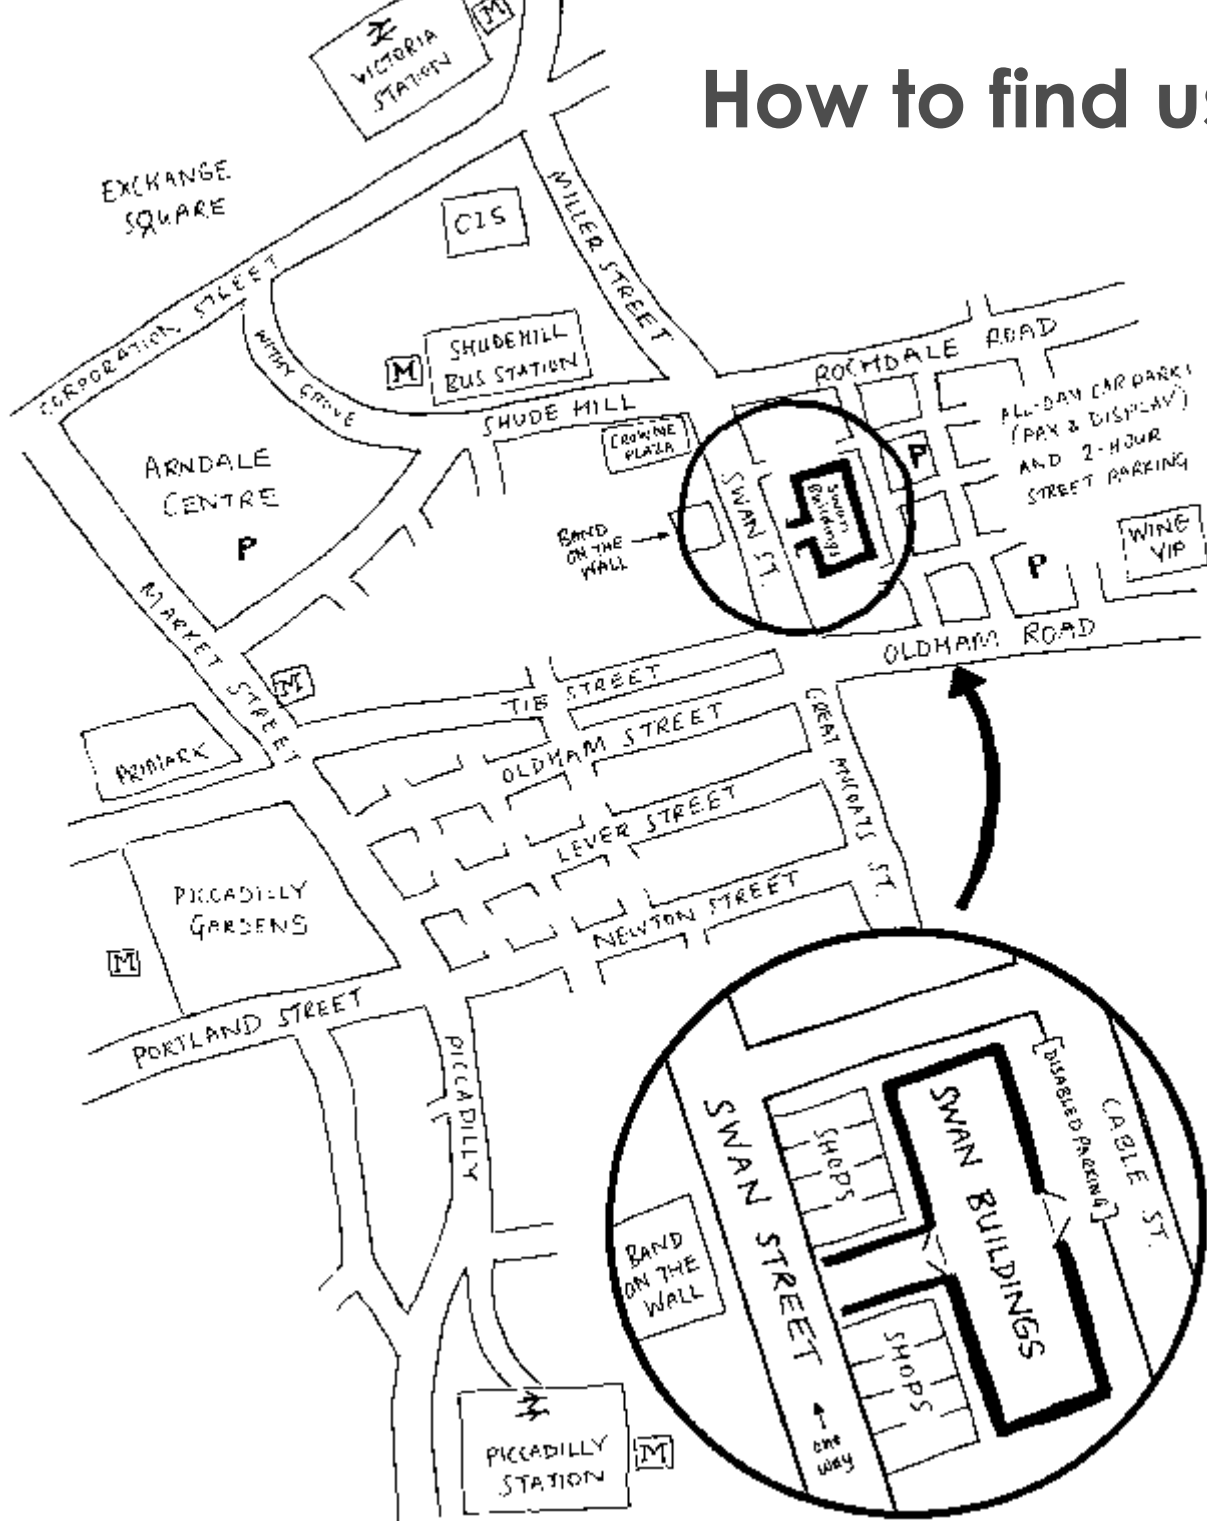 How to find us
M
VICTORIA
STATION
EXCHANGE
SQUARE
CIS
MILLER STREET
CORPORATION STREET
WITHY GROVE
M
SHUDEHILL
BUS STATION
SHUDE HILL
ROCHDALE ROAD
CROWNE
PLAZA
ALL-DAY CAR PARKS
(PAY & DISPLAY)
AND 2-HOUR
STREET PARKING
P
ARNDALE
CENTRE
P
SWAN ST.
Swan
Buildings
BAND
ON THE
WALL
WINE
VIP
P
MARKET STREET
M
OLDHAM ROAD
TIB STREET
OLDHAM STREET
GREAT ANCOATS ST.
PRIMARK
LEVER STREET
PICCADILLY
GARDENS
NEWTON STREET
M
PORTLAND STREET
PICCADILLY
SWAN STREET
SHOPS
SWAN BUILDINGS
[DISABLED PARKING]
CABLE ST.
BAND
ON THE
WALL
SHOPS
one
way
PICCADILLY
STATION
M